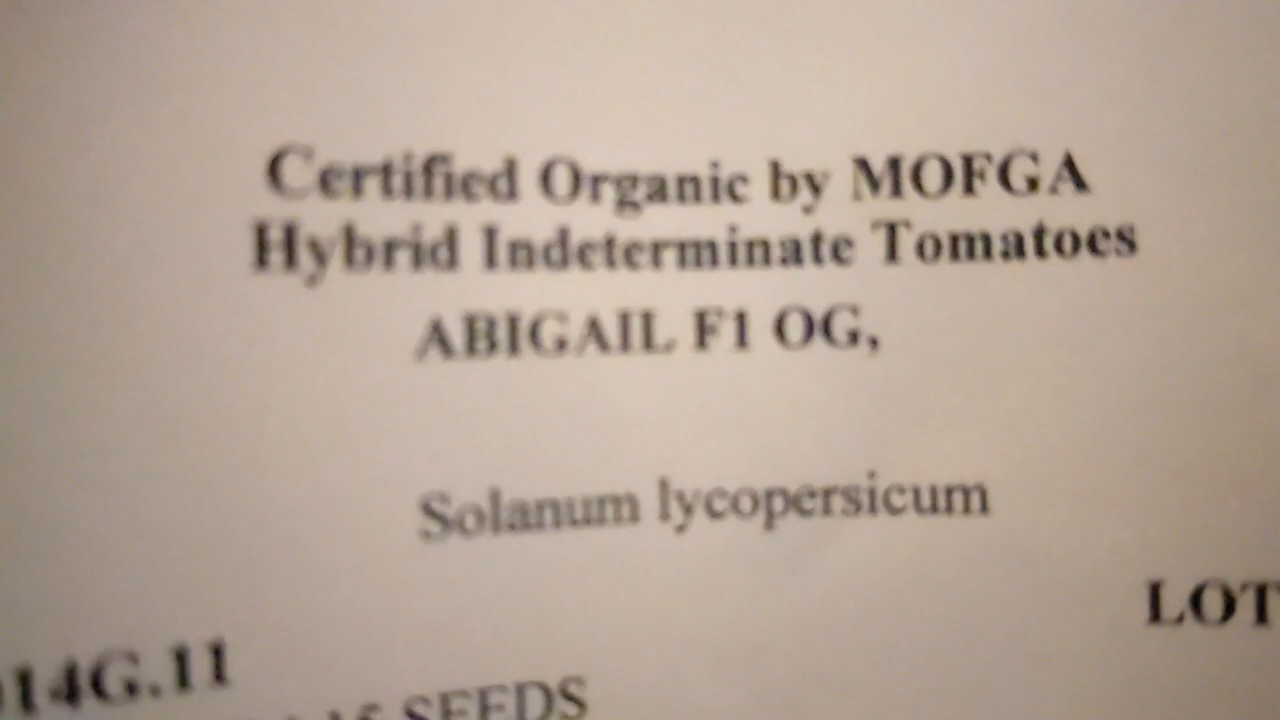 Certified Organic by MOFGA
Hybrid Indeterminate Tomatoes
ABIGAIL F1 OG,
Solanum lycopersicum
LOT
14G.11
SEEDS